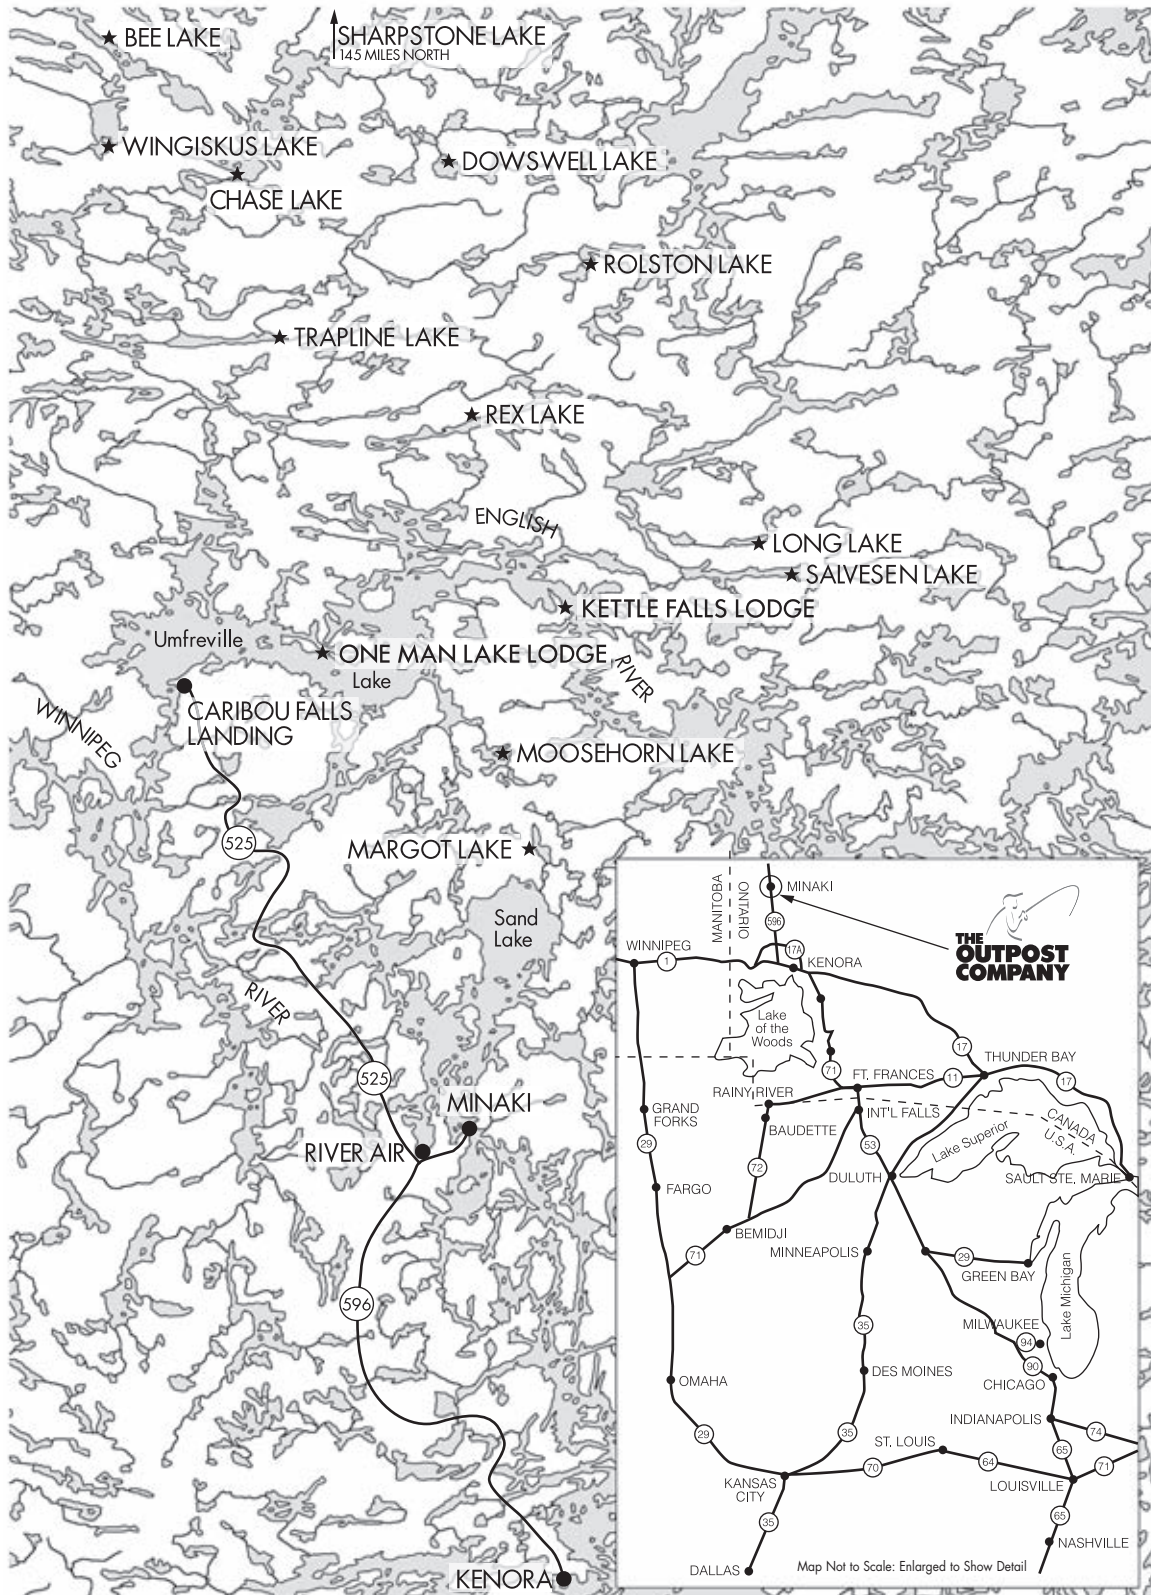 BEE LAKE
SHARPSTONE LAKE
145 MILES NORTH
WINGISKUS LAKE
DOWSWELL LAKE
CHASE LAKE
ROLSTON LAKE
TRAPLINE LAKE
REX LAKE
ENGLISH
LONG LAKE
SALVESEN LAKE
KETTLE FALLS LODGE
Umfreville
ONE MAN LAKE LODGE
Lake
RIVER
CARIBOU FALLS
LANDING
WINNIPEG
MOOSEHORN LAKE
525
MARGOT LAKE
Sand
Lake
RIVER
525
MINAKI
RIVER AIR
596
KENORA
MANITOBA
ONTARIO
MINAKI
596
THE
OUTPOST
COMPANY
WINNIPEG
1
17A
KENORA
Lake
of the
Woods
17
71
FT. FRANCES
11
THUNDER BAY
17
RAINY RIVER
INT'L FALLS
GRAND
FORKS
BAUDETTE
CANADA
U.S.A.
Lake Superior
29
53
72
DULUTH
SAULT STE. MARIE
FARGO
BEMIDJI
71
MINNEAPOLIS
29
GREEN BAY
Lake Michigan
35
MILWAUKEE
94
90
DES MOINES
OMAHA
CHICAGO
INDIANAPOLIS
74
29
35
ST. LOUIS
65
70
64
71
KANSAS
CITY
LOUISVILLE
35
65
NASHVILLE
DALLAS
Map Not to Scale: Enlarged to Show Detail